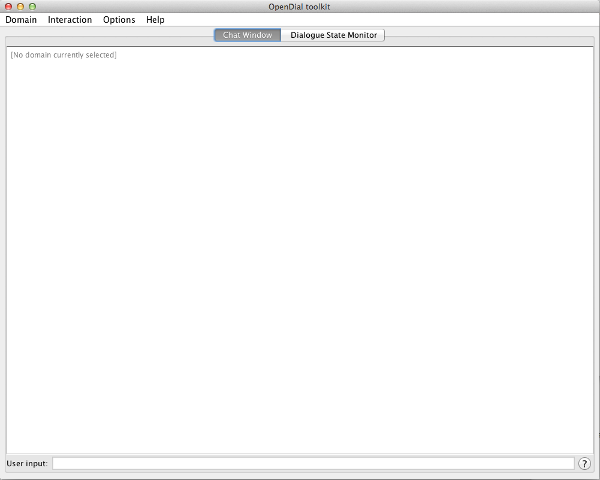 OpenDial toolkit
Domain Interaction Options Help
Chat Window Dialogue State Monitor
[No domain currently selected]
User input: ?